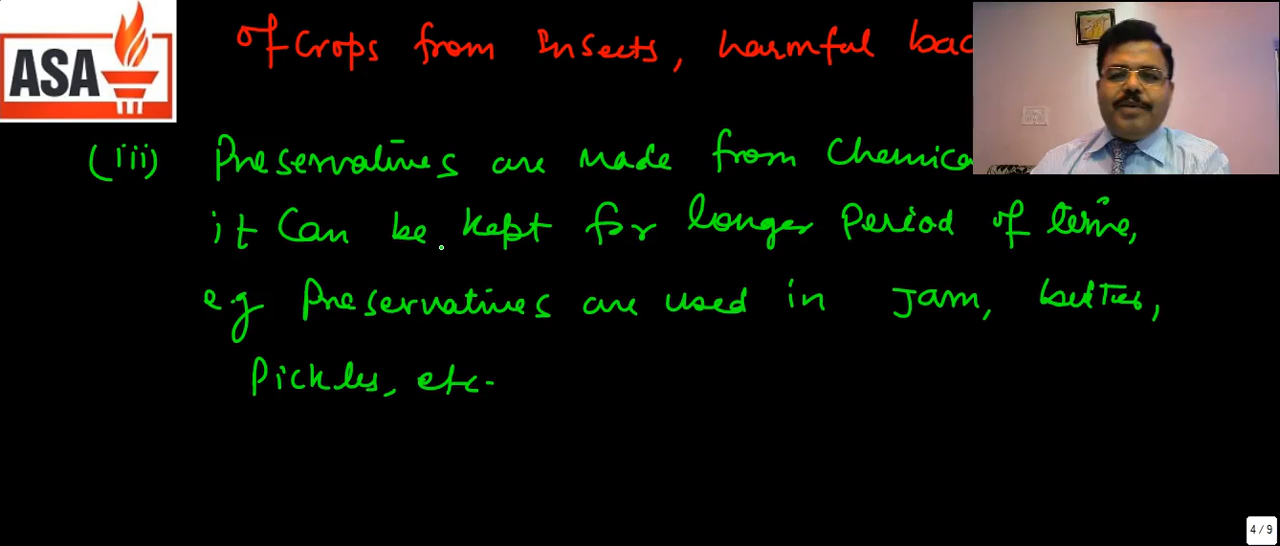 ASA
of Crops from Insects, harmful bac
(iii) Preservatives are made from Chemica
it Can be kept for longer Period of time,
e.g Preservatives are used in Jam, butter,
Pickles, etc-
4 / 9